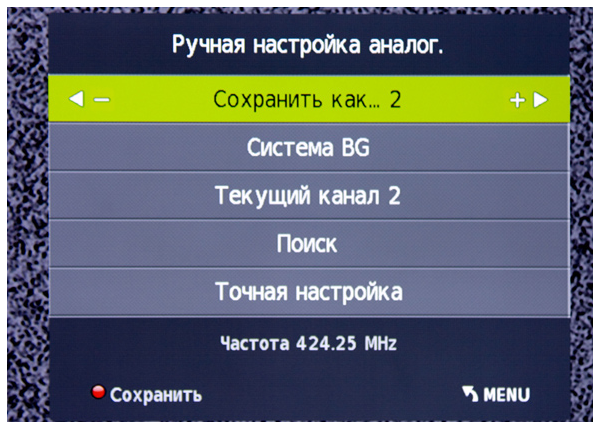 Ручная настройка аналог.
Сохранить как... 2
Система BG
Текущий канал 2
Поиск
Точная настройка
Частота 424.25 MHz
Сохранить MENU